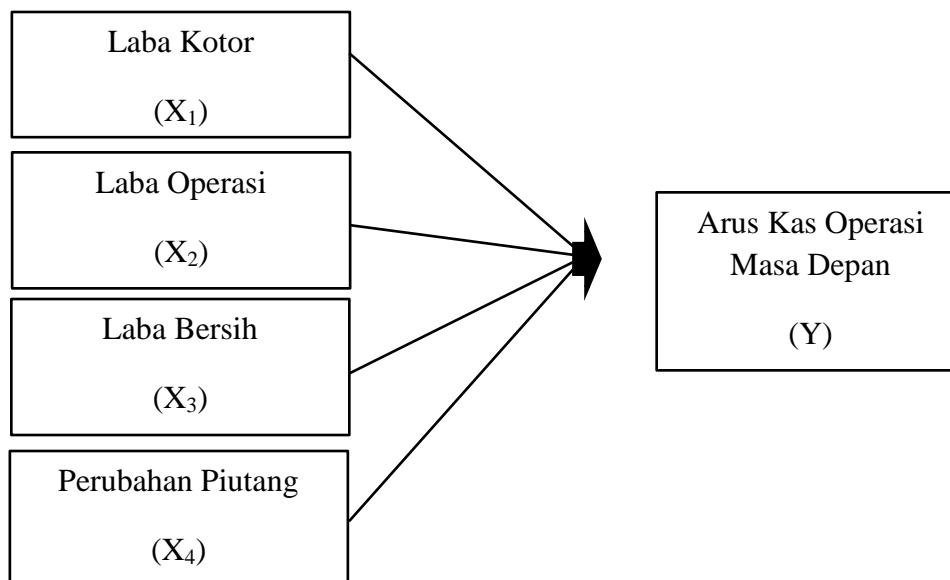 Laba Kotor
(X₁)
Laba Operasi
(X₂)
Laba Bersih
(X₃)
Perubahan Piutang
(X₄)
Arus Kas Operasi
Masa Depan
(Y)